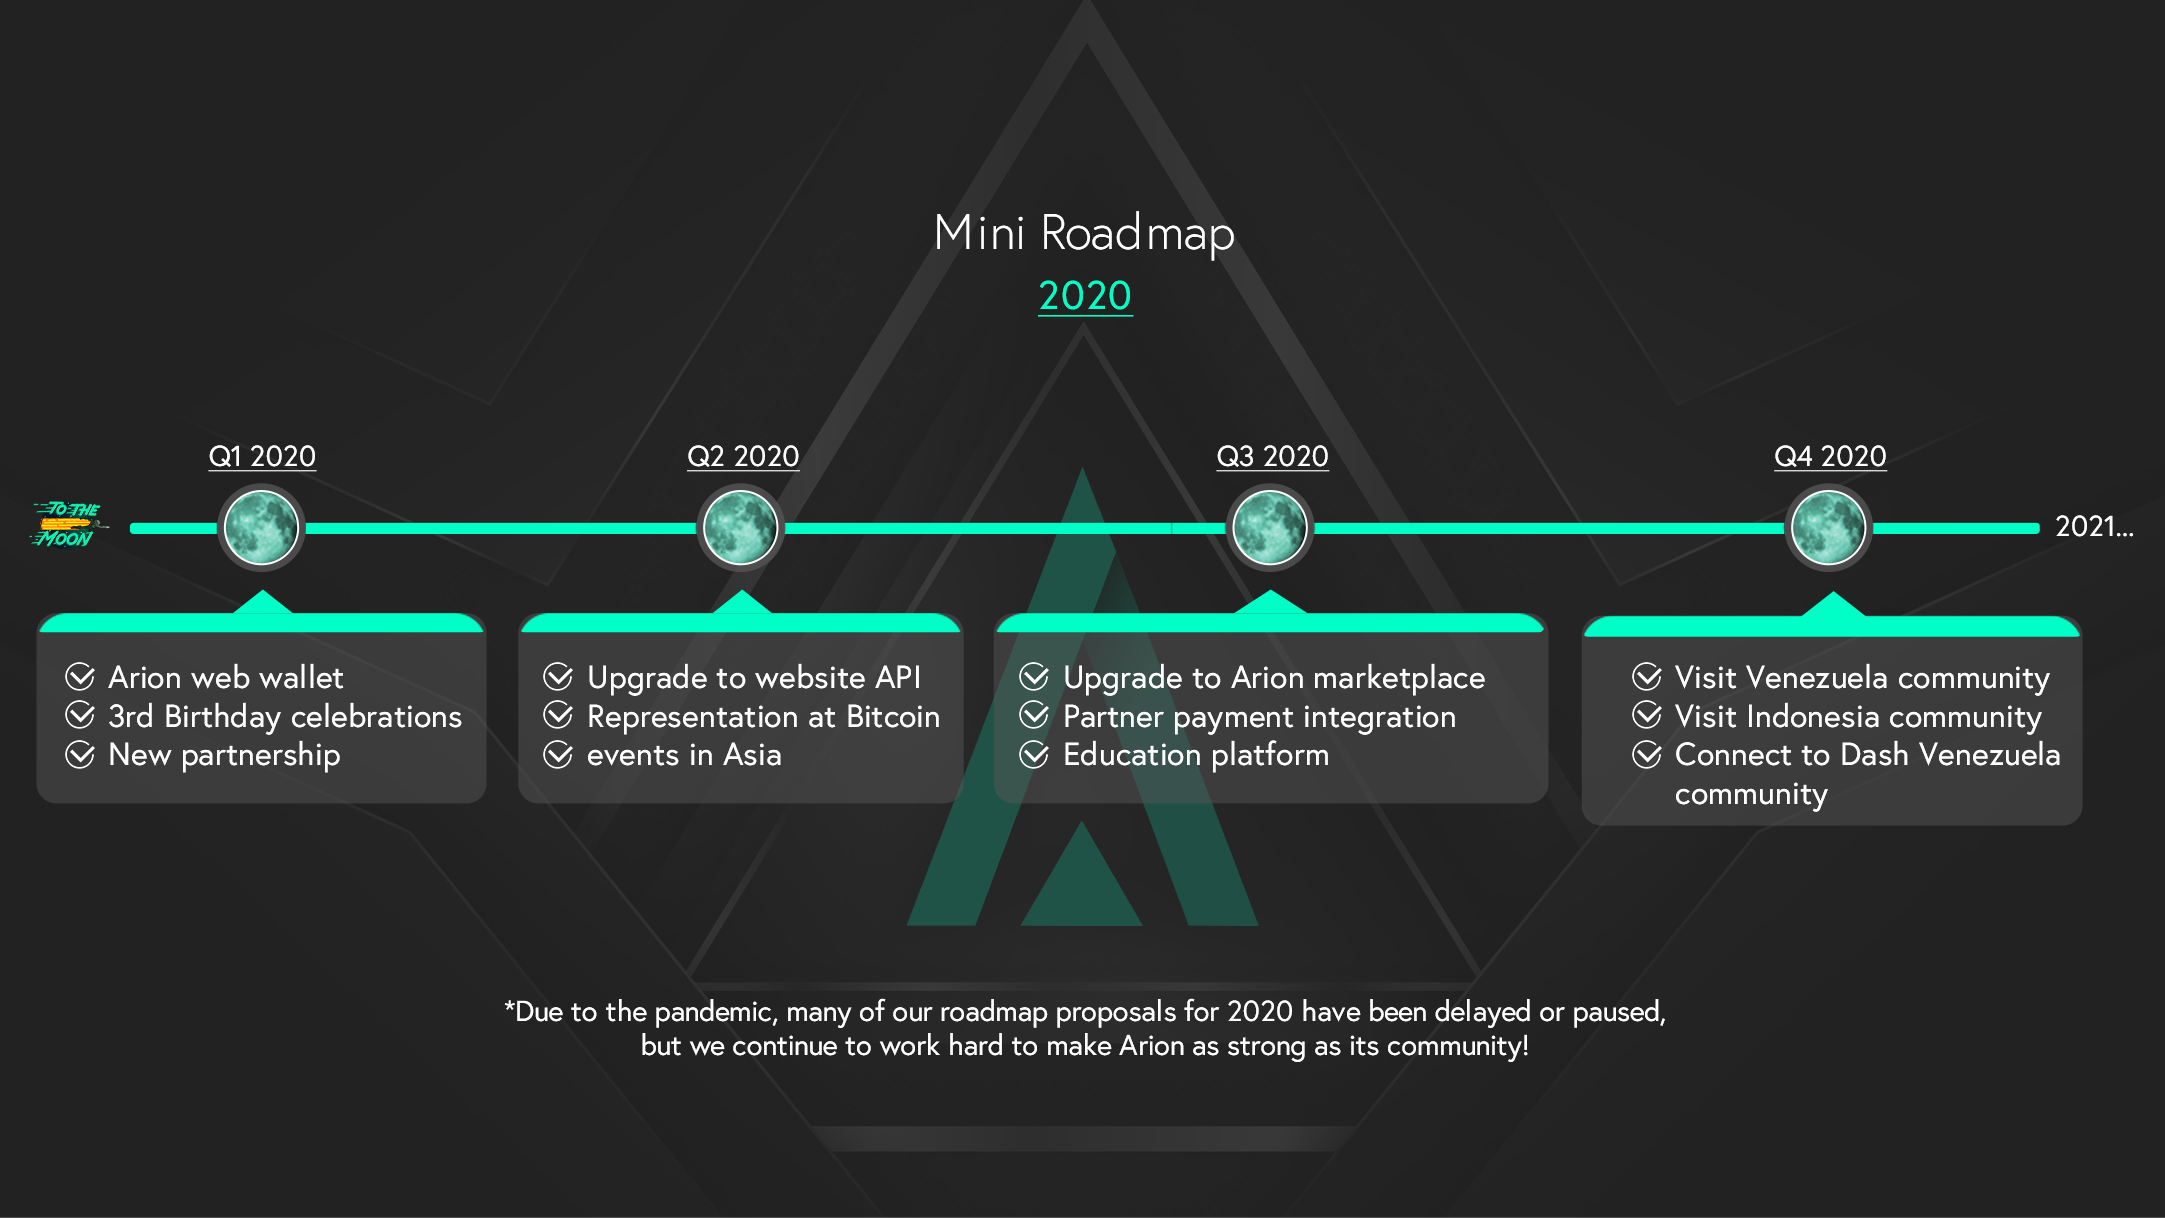 Mini Roadmap
2020
Q1 2020
Q2 2020
Q3 2020
Q4 2020
TO THE
MOON
2021...
Arion web wallet
3rd Birthday celebrations
New partnership
Upgrade to website API
Representation at Bitcoin
events in Asia
Upgrade to Arion marketplace
Partner payment integration
Education platform
Visit Venezuela community
Visit Indonesia community
Connect to Dash Venezuela
community
*Due to the pandemic, many of our roadmap proposals for 2020 have been delayed or paused,
but we continue to work hard to make Arion as strong as its community!